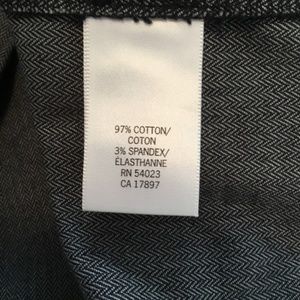 97% COTTON/
COTON
3% SPANDEX/
ÉLASTHANNE
RN 54023
CA 17897